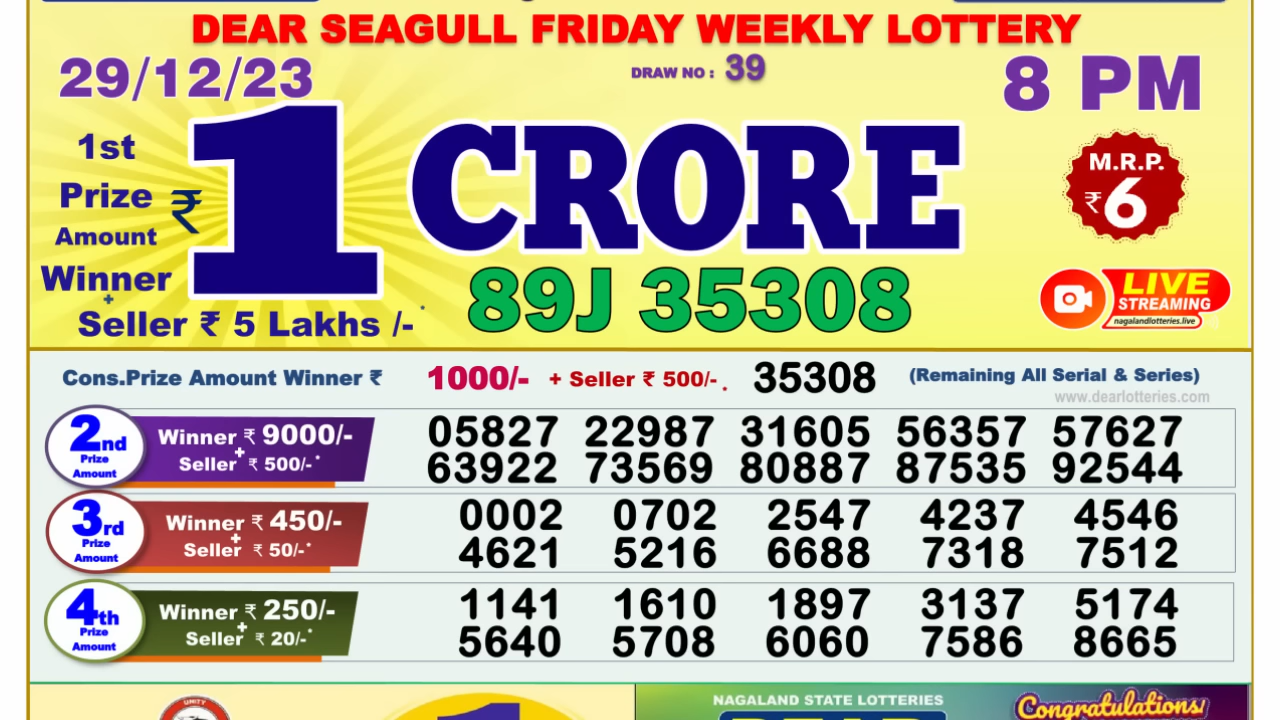 DEAR SEAGULL FRIDAY WEEKLY LOTTERY
29/12/23
DRAW NO : 39
8 PM
1st
Prize
Amount
Winner
+
Seller ₹ 5 Lakhs /-*
₹ 1 CRORE
89J 35308
M.R.P.
₹ 6
LIVE
STREAMING
nagalandlotteries.live
Cons.Prize Amount Winner ₹ 1000/- + Seller ₹ 500/- . 35308 (Remaining All Serial & Series)
www.dearlotteries.com
2nd
Prize
Amount
Winner ₹ 9000/-
+
Seller ₹ 500/-*
05827 22987 31605 56357 57627
63922 73569 80887 87535 92544
3rd
Prize
Amount
Winner ₹ 450/-
+
Seller ₹ 50/-*
0002 0702 2547 4237 4546
4621 5216 6688 7318 7512
4th
Prize
Amount
Winner ₹ 250/-
+
Seller ₹ 20/-*
1141 1610 1897 3137 5174
5640 5708 6060 7586 8665
UNITY
1
NAGALAND STATE LOTTERIES
DEAR
Congratulations!